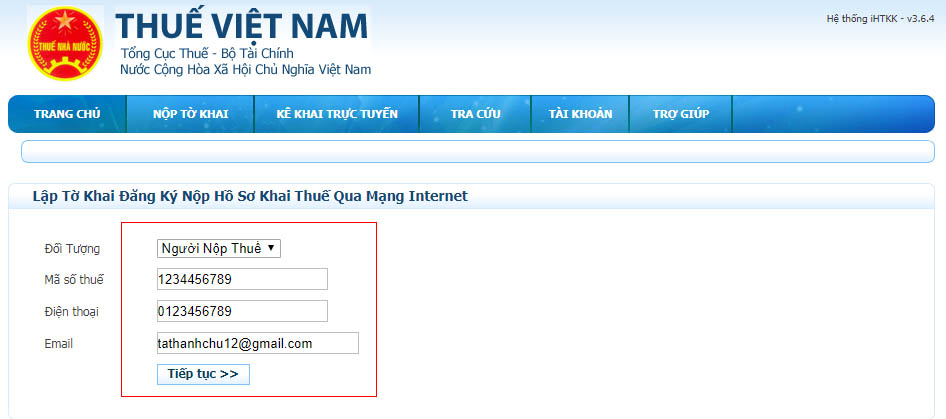 Hệ thống iHTKK - v3.6.4
THUẾ NHÀ NƯỚC
THUẾ VIỆT NAM
Tổng Cục Thuế - Bộ Tài Chính
Nước Cộng Hòa Xã Hội Chủ Nghĩa Việt Nam
TRANG CHỦ NỘP TỜ KHAI KÊ KHAI TRỰC TUYẾN TRA CỨU TÀI KHOẢN TRỢ GIÚP
Lập Tờ Khai Đăng Ký Nộp Hồ Sơ Khai Thuế Qua Mạng Internet
Đối Tượng Người Nộp Thuế
Mã số thuế 1234456789
Điện thoại 0123456789
Email tathanhchu12@gmail.com
Tiếp tục >>